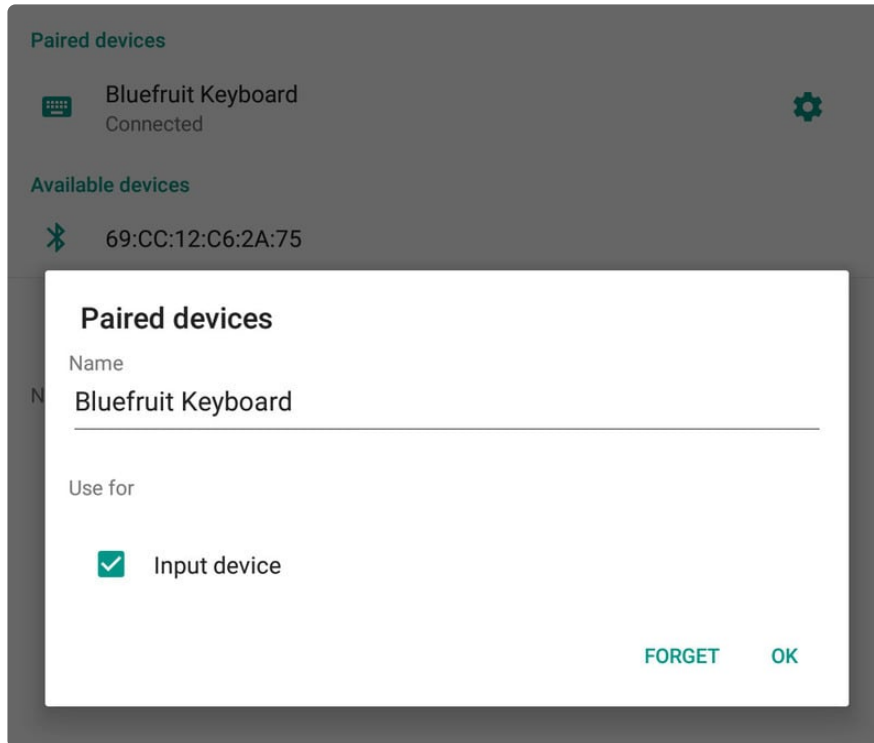 Paired devices
Bluefruit Keyboard
Connected
Available devices
69:CC:12:C6:2A:75
N
Paired devices
Name
Bluefruit Keyboard
Use for
Input device
FORGET OK